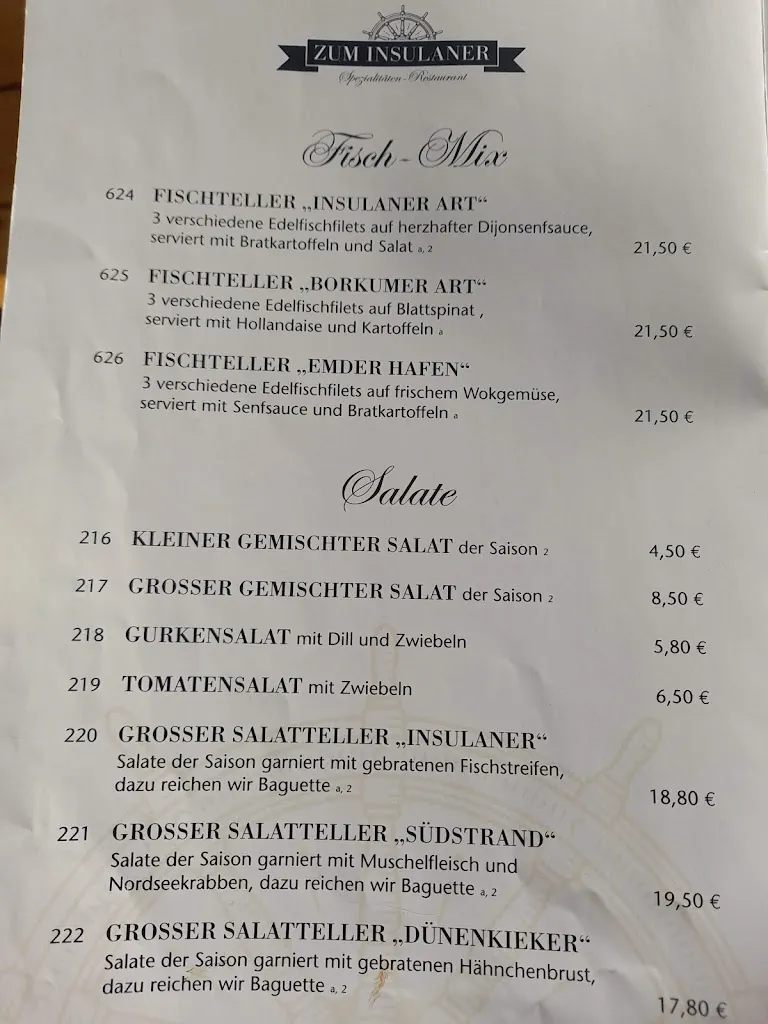 ZUM INSULANER
Spezialitäten-Restaurant
Fisch-Mix
624 FISCHTELLER „INSULANER ART“
3 verschiedene Edelfischfilets auf herzhafter Dijonsenfsauce,
serviert mit Bratkartoffeln und Salat a, 2 21,50 €
625 FISCHTELLER „BORKUMER ART“
3 verschiedene Edelfischfilets auf Blattspinat ,
serviert mit Hollandaise und Kartoffeln a 21,50 €
626 FISCHTELLER „EMDER HAFEN“
3 verschiedene Edelfischfilets auf frischem Wokgemüse,
serviert mit Senfsauce und Bratkartoffeln a 21,50 €
Salate
216 KLEINER GEMISCHTER SALAT der Saison 2 4,50 €
217 GROSSER GEMISCHTER SALAT der Saison 2 8,50 €
218 GURKENSALAT mit Dill und Zwiebeln 5,80 €
219 TOMATENSALAT mit Zwiebeln 6,50 €
220 GROSSER SALATTELLER „INSULANER“
Salate der Saison garniert mit gebratenen Fischstreifen,
dazu reichen wir Baguette a, 2 18,80 €
221 GROSSER SALATTELLER „SÜDSTRAND“
Salate der Saison garniert mit Muschelfleisch und
Nordseekrabben, dazu reichen wir Baguette a, 2 19,50 €
222 GROSSER SALATTELLER „DÜNENKIEKER“
Salate der Saison garniert mit gebratenen Hähnchenbrust,
dazu reichen wir Baguette a, 2 17,80 €